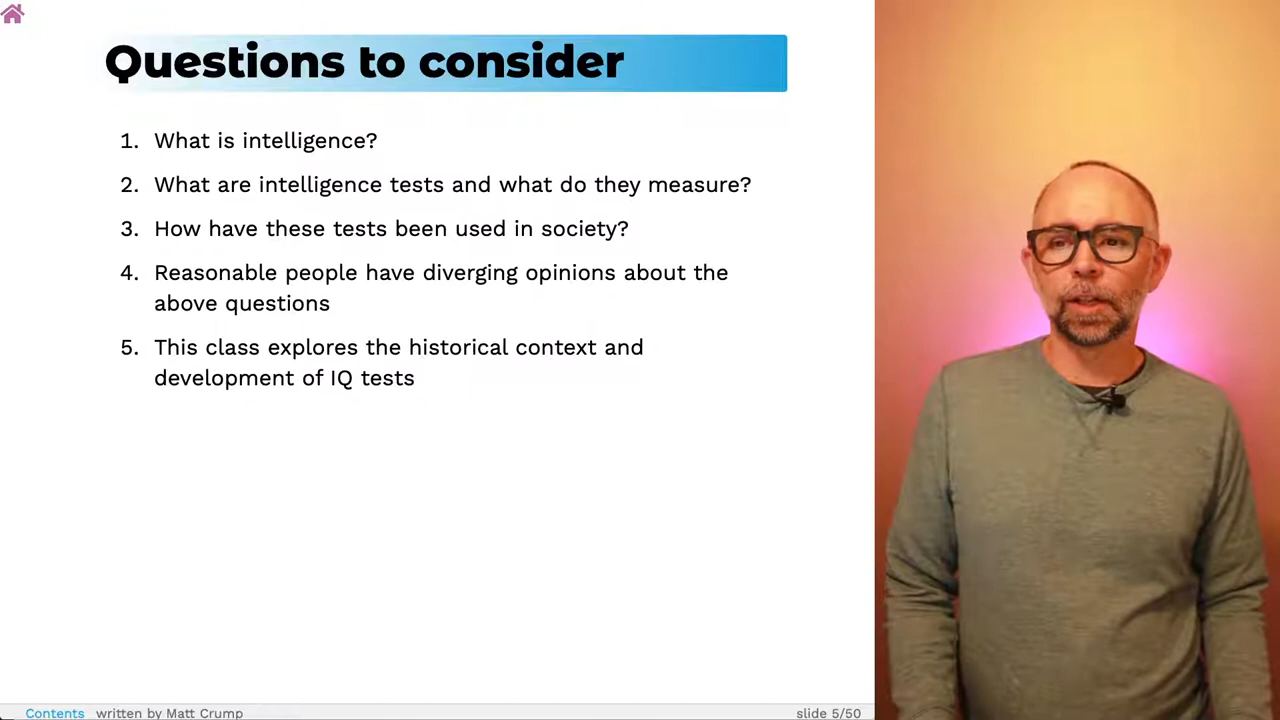 Questions to consider
1. What is intelligence?
2. What are intelligence tests and what do they measure?
3. How have these tests been used in society?
4. Reasonable people have diverging opinions about the
above questions
5. This class explores the historical context and
development of IQ tests
Contents written by Matt Crump slide 5/50